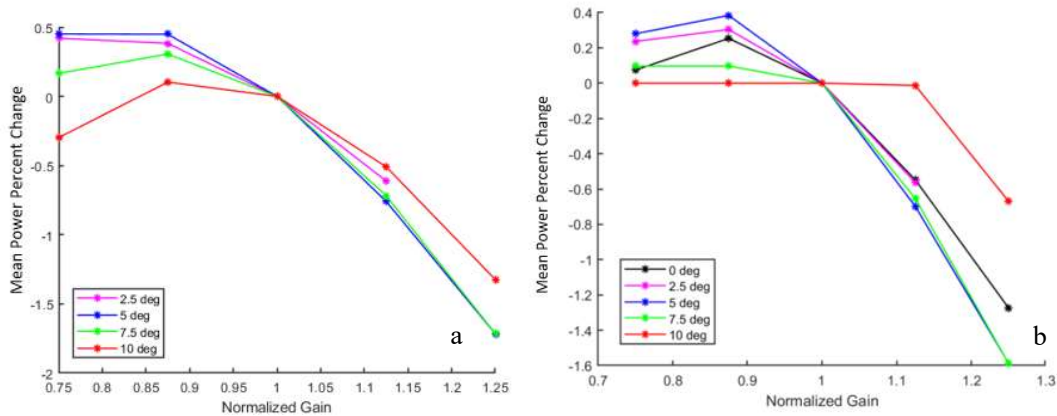 0.5
0
-0.5
-1
-1.5
-2
Mean Power Percent Change
2.5 deg
5 deg
7.5 deg
10 deg
a
0.75 0.8 0.85 0.9 0.95 1 1.05 1.1 1.15 1.2 1.25
Normalized Gain
0.4
0.2
0
-0.2
-0.4
-0.6
-0.8
-1
-1.2
-1.4
-1.6
Mean Power Percent Change
0 deg
2.5 deg
5 deg
7.5 deg
10 deg
b
0.7 0.8 0.9 1 1.1 1.2 1.3
Normalized Gain